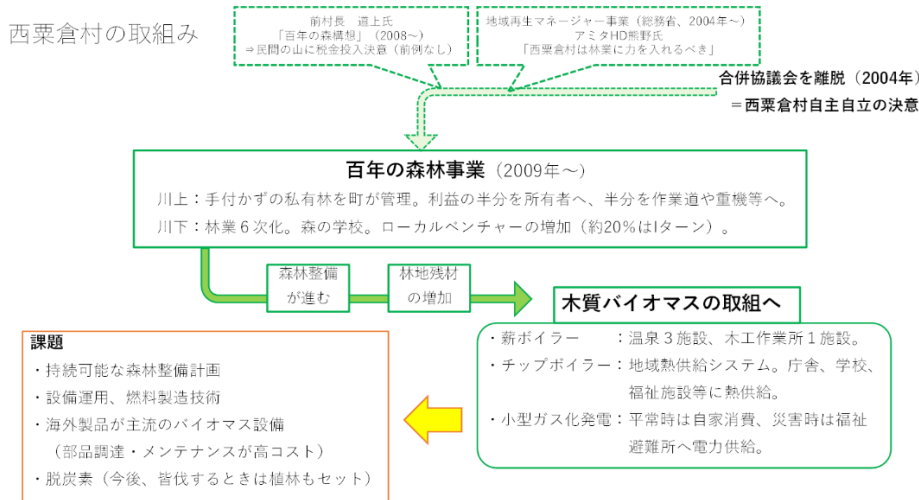 西粟倉村の取組み
前村長　道上氏
「百年の森構想」（2008～）
⇒民間の山に税金投入決意（前例なし）
地域再生マネージャー事業（総務省、2004年～）
アミタHD熊野氏
「西粟倉村は林業に力を入れるべき」
合併協議会を離脱（2004年）
＝西粟倉村自主自立の決意
百年の森林事業（2009年～）
川上：手付かずの私有林を町が管理。利益の半分を所有者へ、半分を作業道や重機等へ。
川下：林業６次化。森の学校。ローカルベンチャーの増加（約20％はIターン）。
森林整備
が進む
林地残材
の増加
木質バイオマスの取組へ
・薪ボイラー　　：温泉３施設、木工作業所１施設。
・チップボイラー：地域熱供給システム。庁舎、学校、
福祉施設等に熱供給。
・小型ガス化発電：平常時は自家消費、災害時は福祉
避難所へ電力供給。
課題
・持続可能な森林整備計画
・設備運用、燃料製造技術
・海外製品が主流のバイオマス設備
（部品調達・メンテナンスが高コスト）
・脱炭素（今後、皆伐するときは植林もセット）